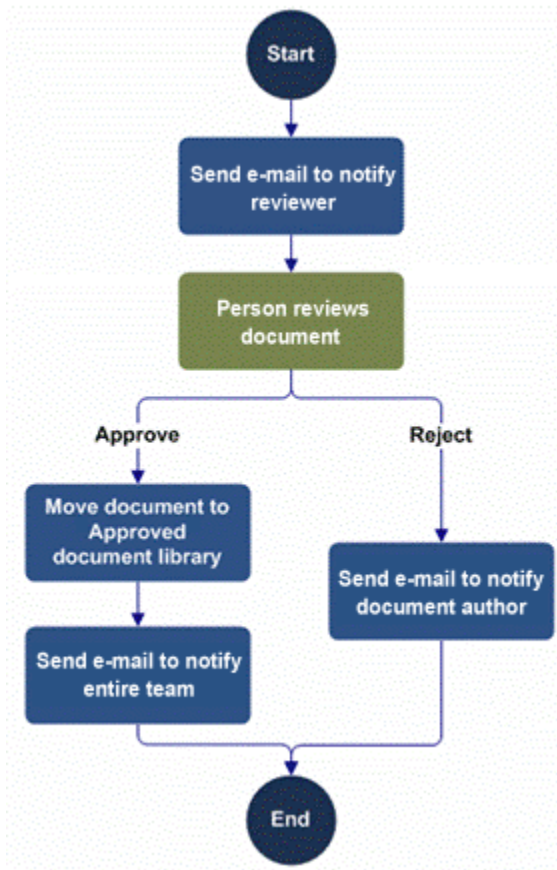 Start
Send e-mail to notify
reviewer
Person reviews
document
Approve
Reject
Move document to
Approved
document library
Send e-mail to notify
document author
Send e-mail to notify
entire team
End